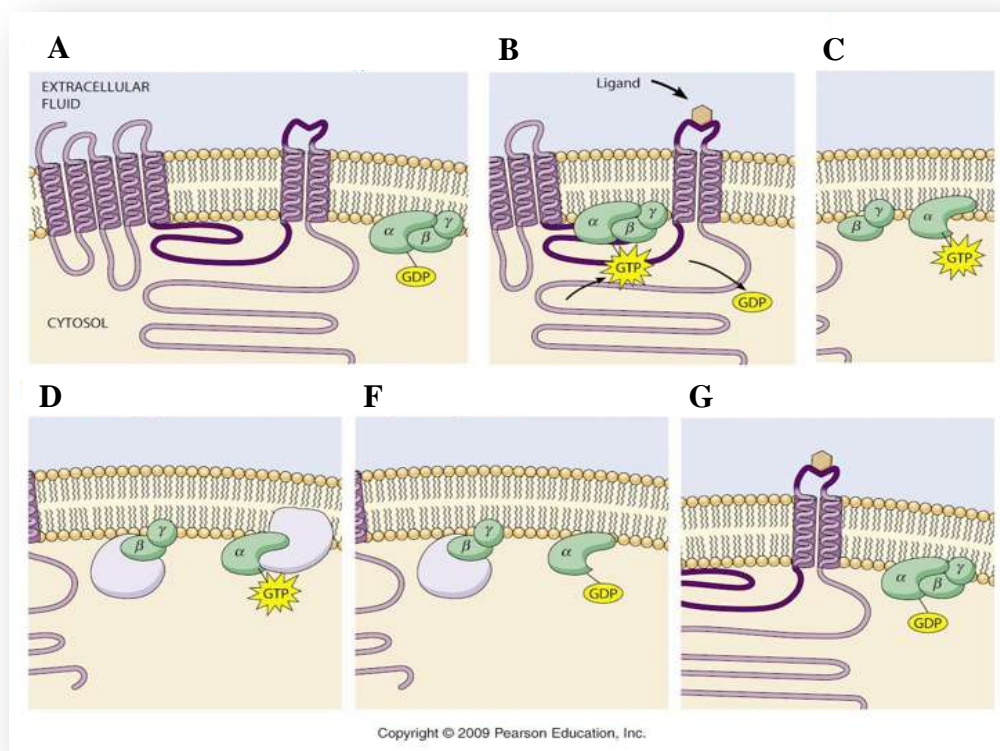 A
B
C
EXTRACELLULAR
FLUID
α
β
γ
GDP
CYTOSOL
Ligand
α
β
γ
GTP
GDP
β
γ
α
GTP
D
F
G
β
γ
α
GTP
β
γ
α
GDP
α
β
γ
GDP
Copyright © 2009 Pearson Education, Inc.